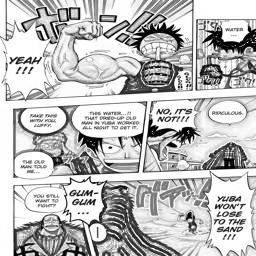 YEAH
!!!
WATER
...
TAKE THIS
WITH YOU,
LUFFY.
THE OLD
MAN TOLD
ME...
THIS WATER...!!
THAT DRIED-UP OLD
MAN IN YUBA WORKED
ALL NIGHT TO GET IT.
NO, IT'S
NOT!!!
RIDICULOUS.
YOU STILL
WANT TO
FIGHT?
GUM-
GUM
...
YUBA
WON'T
LOSE
TO THE
SAND
!!!